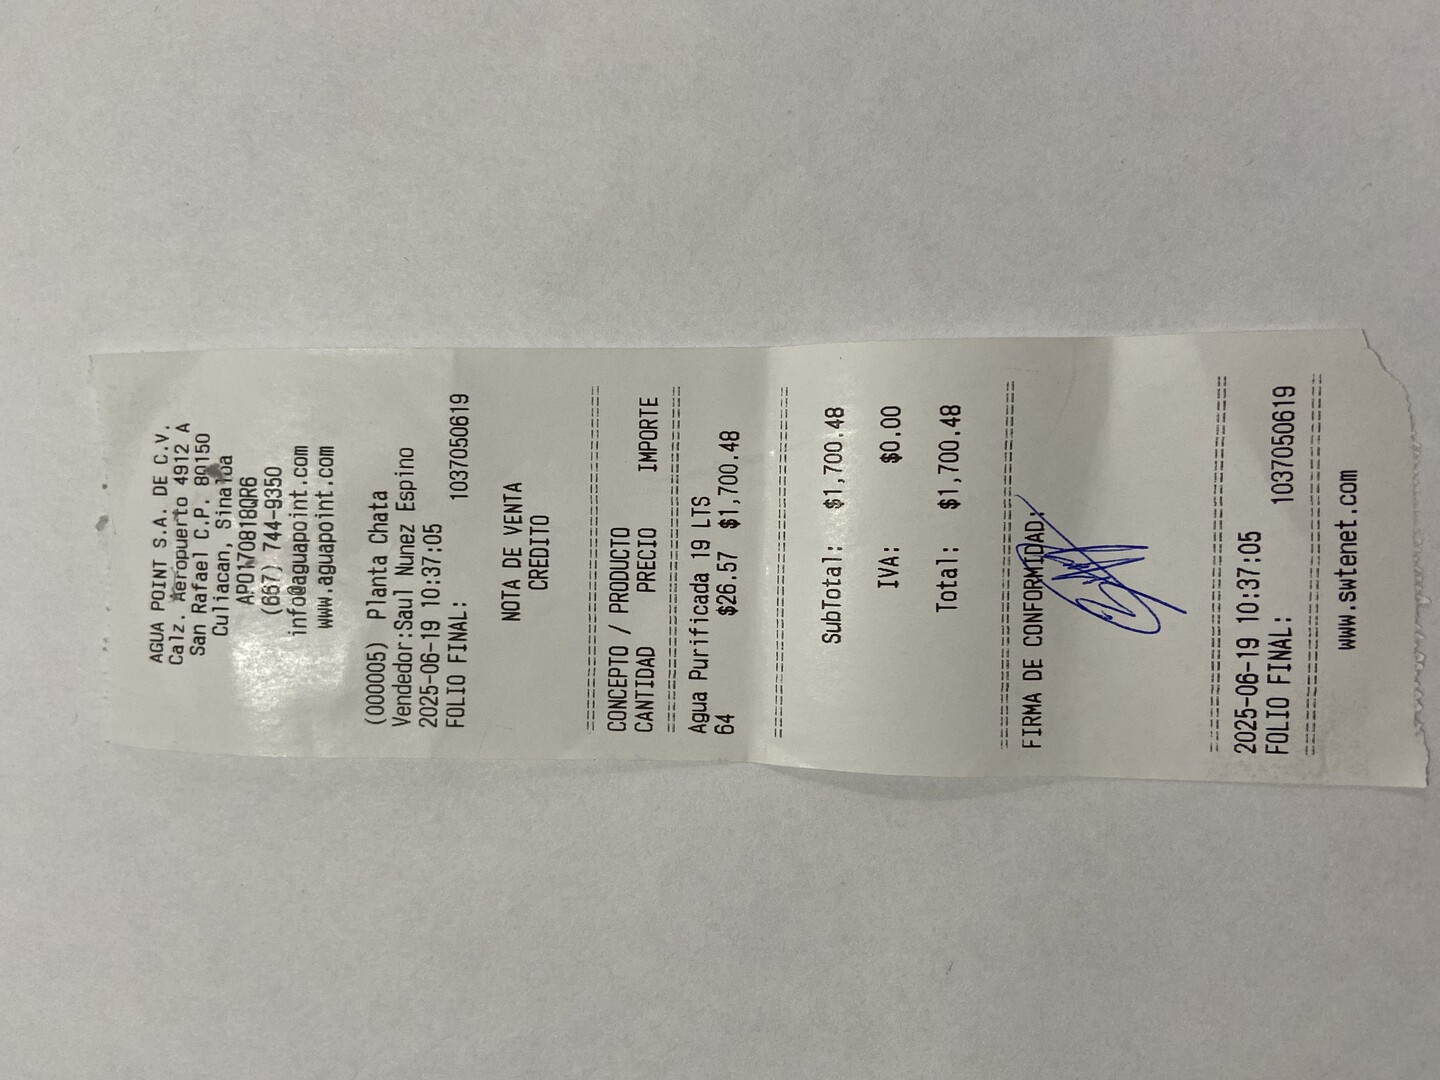 AGUA POINT S.A. DE C.V.
Calz. Aeropuerto 4912 A
San Rafael C.P. 80150
Culiacan, Sinaloa
APO170818QR6
(667) 744-9350
info@aguapoint.com
www.aguapoint.com
(000005) Planta Chata
Vendedor:Saul Nunez Espino
2025-06-19 10:37:05
FOLIO FINAL: 1037050619
NOTA DE VENTA
CREDITO
CONCEPTO / PRODUCTO
CANTIDAD PRECIO IMPORTE
Agua Purificada 19 LTS
64 $26.57 $1,700.48
SubTotal: $1,700.48
IVA: $0.00
Total: $1,700.48
FIRMA DE CONFORMIDAD.
2025-06-19 10:37:05
FOLIO FINAL: 1037050619
www.swtenet.com